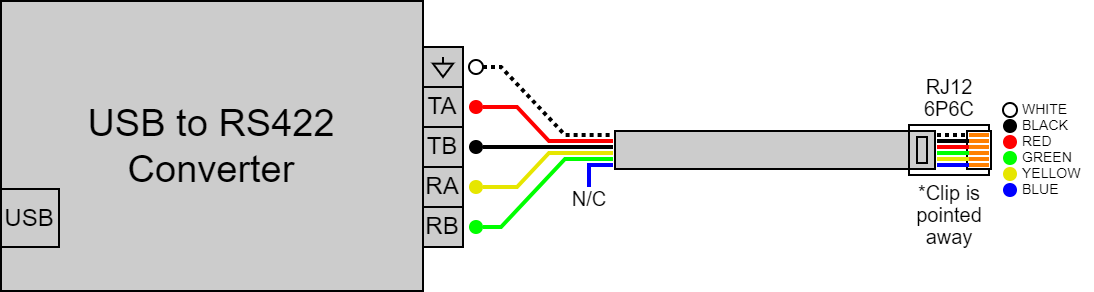 USB to RS422
Converter
USB
TA
TB
RA
RB
N/C
RJ12
6P6C
*Clip is
pointed
away
WHITE
BLACK
RED
GREEN
YELLOW
BLUE